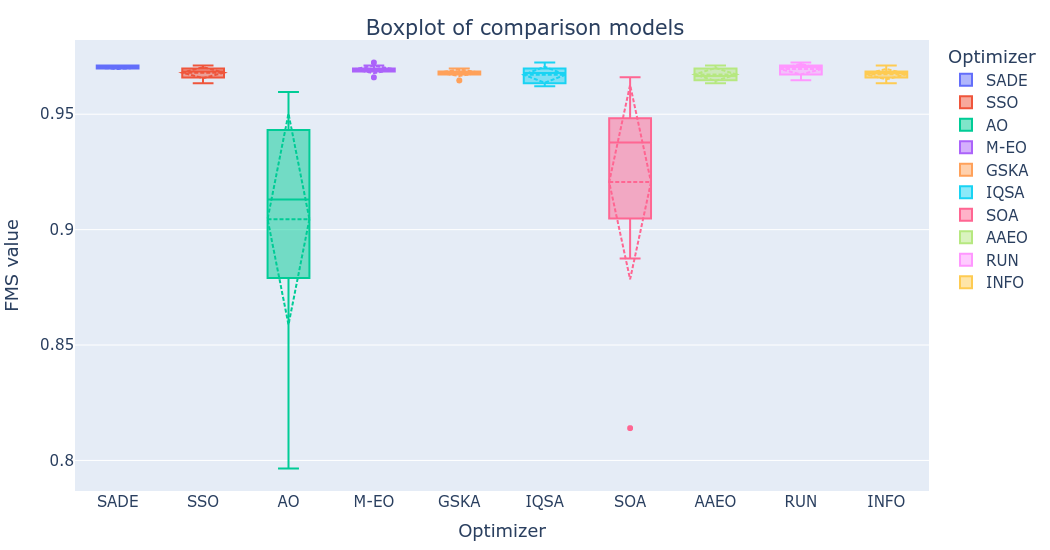 Boxplot of comparison models
FMS value
0.95
0.9
0.85
0.8
SADE
SSO
AO
M-EO
GSKA
IQSA
SOA
AAEO
RUN
INFO
Optimizer
Optimizer
SADE
SSO
AO
M-EO
GSKA
IQSA
SOA
AAEO
RUN
INFO